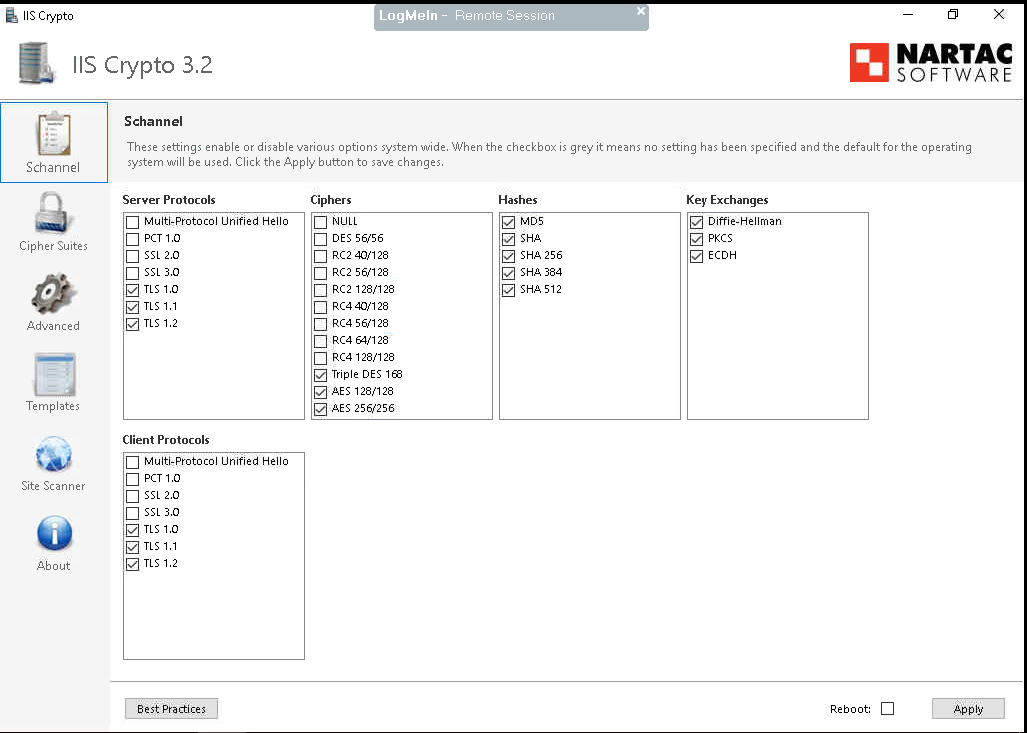 IIS Crypto
LogMeIn - Remote Session
IIS Crypto 3.2
NARTAC
SOFTWARE
Schannel
Cipher Suites
Advanced
Templates
Site Scanner
About
Schannel
These settings enable or disable various options system wide. When the checkbox is grey it means no setting has been specified and the default for the operating
system will be used. Click the Apply button to save changes.
Server Protocols
Multi-Protocol Unified Hello
PCT 1.0
SSL 2.0
SSL 3.0
TLS 1.0
TLS 1.1
TLS 1.2
Ciphers
NULL
DES 56/56
RC2 40/128
RC2 56/128
RC2 128/128
RC4 40/128
RC4 56/128
RC4 64/128
RC4 128/128
Triple DES 168
AES 128/128
AES 256/256
Hashes
MD5
SHA
SHA 256
SHA 384
SHA 512
Key Exchanges
Diffie-Hellman
PKCS
ECDH
Client Protocols
Multi-Protocol Unified Hello
PCT 1.0
SSL 2.0
SSL 3.0
TLS 1.0
TLS 1.1
TLS 1.2
Best Practices
Reboot:
Apply